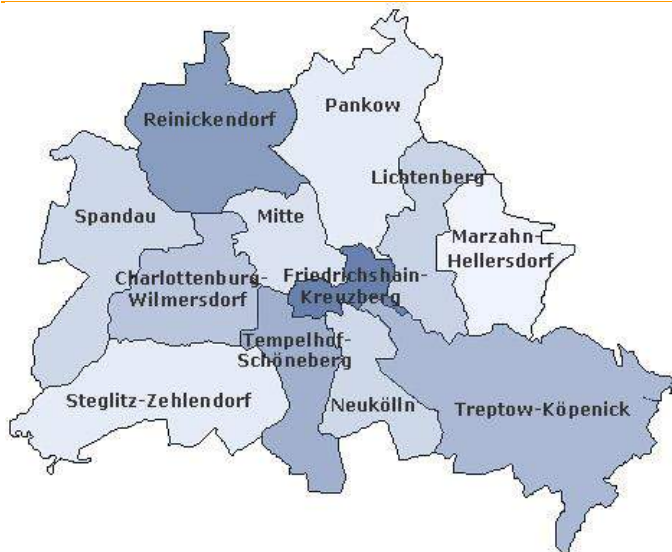 Pankow
Reinickendorf
Lichtenberg
Spandau
Mitte
Marzahn-
Hellersdorf
Charlottenburg-
Wilmersdorf
Friedrichshain-
Kreuzberg
Tempelhof-
Schöneberg
Steglitz-Zehlendorf
Neukölln
Treptow-Köpenick